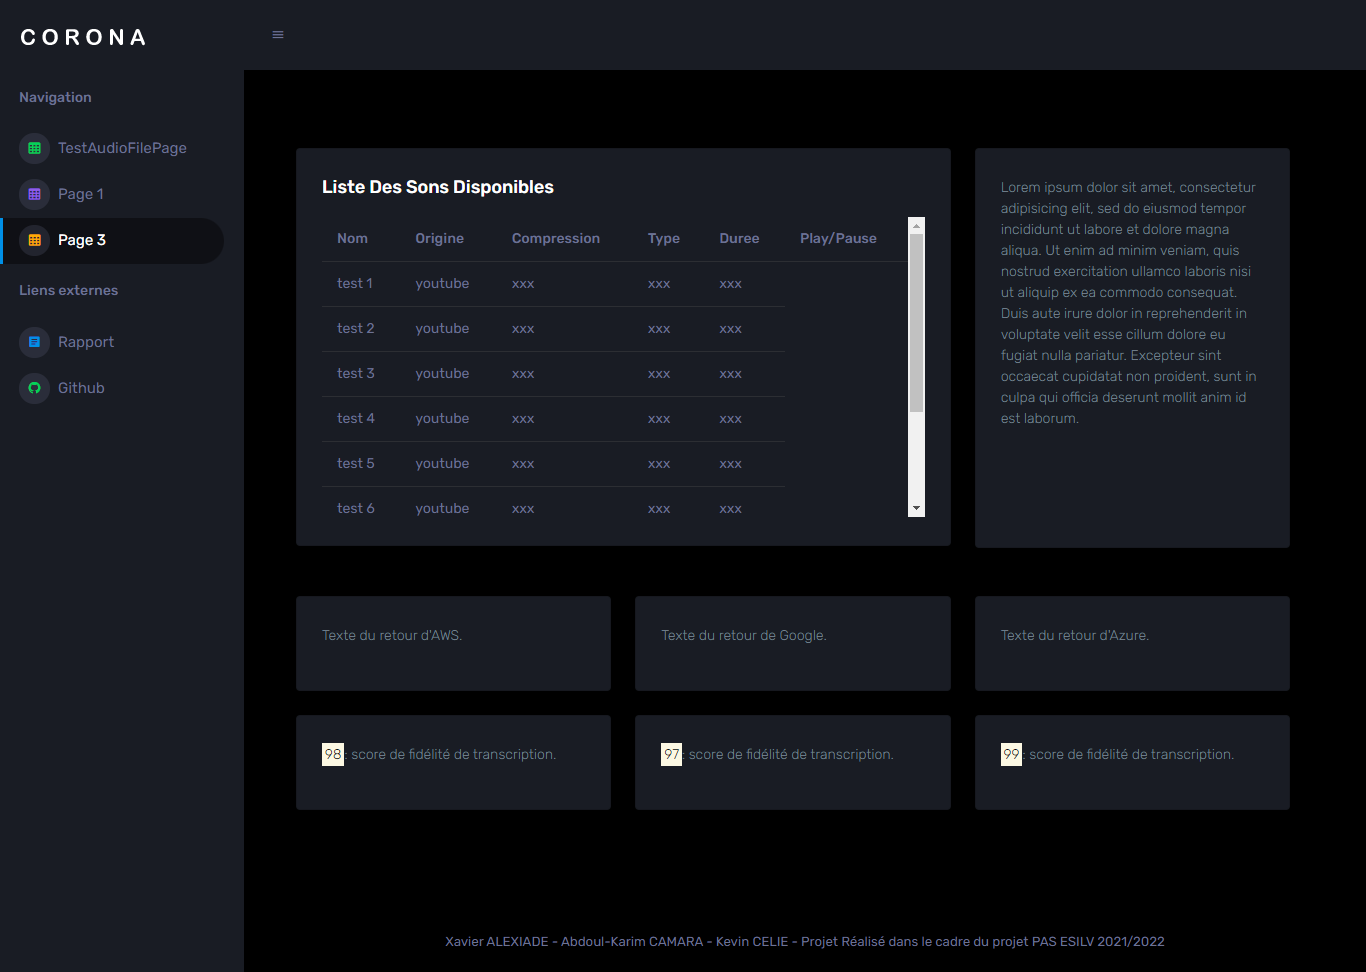 CORONA
Navigation
TestAudioFilePage
Page 1
Page 3
Liens externes
Rapport
Github
Liste Des Sons Disponibles
Nom Origine Compression Type Duree Play/Pause
test 1 youtube xxx xxx xxx
test 2 youtube xxx xxx xxx
test 3 youtube xxx xxx xxx
test 4 youtube xxx xxx xxx
test 5 youtube xxx xxx xxx
test 6 youtube xxx xxx xxx
Lorem ipsum dolor sit amet, consectetur
adipisicing elit, sed do eiusmod tempor
incididunt ut labore et dolore magna
aliqua. Ut enim ad minim veniam, quis
nostrud exercitation ullamco laboris nisi
ut aliquip ex ea commodo consequat.
Duis aute irure dolor in reprehenderit in
voluptate velit esse cillum dolore eu
fugiat nulla pariatur. Excepteur sint
occaecat cupidatat non proident, sunt in
culpa qui officia deserunt mollit anim id
est laborum.
Texte du retour d'AWS.
Texte du retour de Google.
Texte du retour d'Azure.
98: score de fidélité de transcription.
97: score de fidélité de transcription.
99: score de fidélité de transcription.
Xavier ALEXIADE - Abdoul-Karim CAMARA - Kevin CELIE - Projet Réalisé dans le cadre du projet PAS ESILV 2021/2022